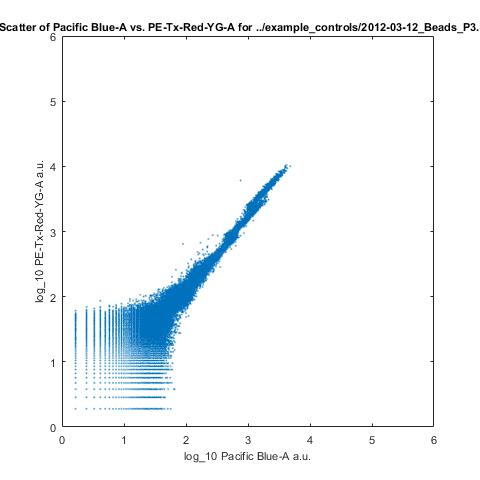 Scatter of Pacific Blue-A vs. PE-Tx-Red-YG-A for ../example_controls/2012-03-12_Beads_P3.
6
5
4
3
2
1
0
log_10 PE-Tx-Red-YG-A a.u.
0 1 2 3 4 5 6
log_10 Pacific Blue-A a.u.